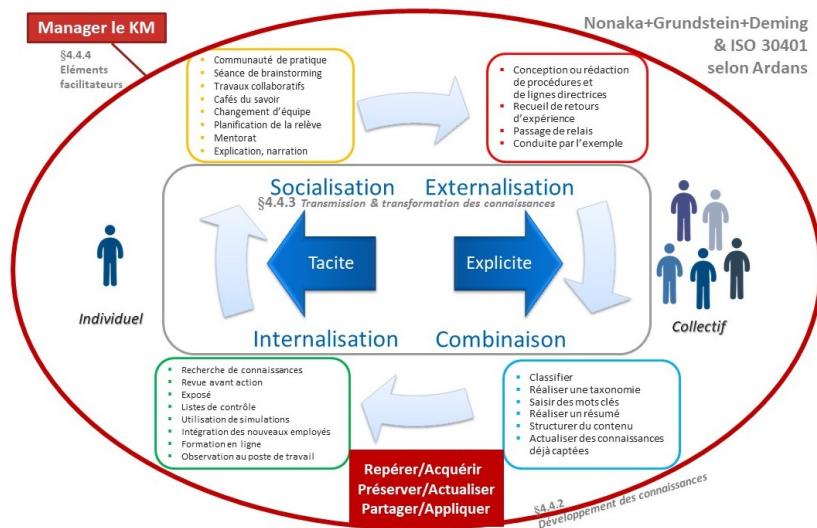 Manager le KM
§4.4.4
Eléments
facilitateurs
Nonaka+Grundstein+Deming
& ISO 30401
selon Ardans
Communauté de pratique
Séance de brainstorming
Travaux collaboratifs
Cafés du savoir
Changement d'équipe
Planification de la relève
Mentorat
Explication, narration
Conception ou rédaction
de procédures et
de lignes directrices
Recueil de retours
d'expérience
Passage de relais
Conduite par l'exemple
Socialisation
Externalisation
§4.4.3 Transmission & transformation des connaissances
Tacite
Explicite
Individuel
Collectif
Internalisation
Combinaison
Recherche de connaissances
Revue avant action
Exposé
Listes de contrôle
Utilisation de simulations
Intégration des nouveaux employés
Formation en ligne
Observation au poste de travail
Classifier
Réaliser une taxonomie
Saisir des mots clés
Réaliser un résumé
Structurer du contenu
Actualiser des connaissances
déjà captées
Repérer/Acquérir
Préserver/Actualiser
Partager/Appliquer
§4.4.2
Développement des connaissances